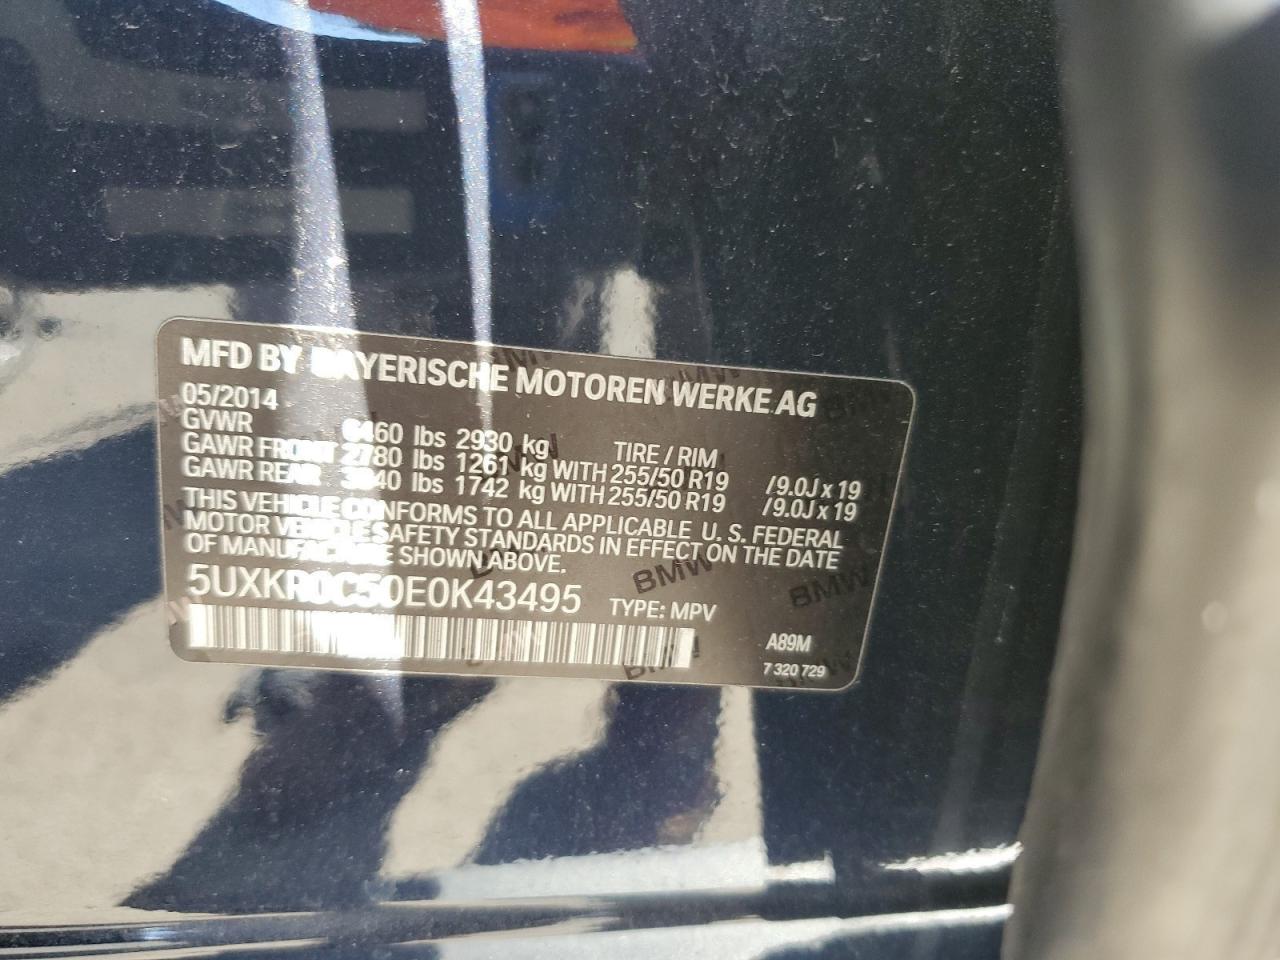 MFD BY BAYERISCHE MOTOREN WERKE AG
05/2014
GVWR 6460 lbs 2930 kg TIRE / RIM
GAWR FRONT 2780 lbs 1261 kg WITH 255/50 R19 /9.0J x 19
GAWR REAR 3840 lbs 1742 kg WITH 255/50 R19 /9.0J x 19
THIS VEHICLE CONFORMS TO ALL APPLICABLE U. S. FEDERAL
MOTOR VEHICLE SAFETY STANDARDS IN EFFECT ON THE DATE
OF MANUFACTURE SHOWN ABOVE.
5UXKR0C50E0K43495 TYPE: MPV
A89M
7 320 729